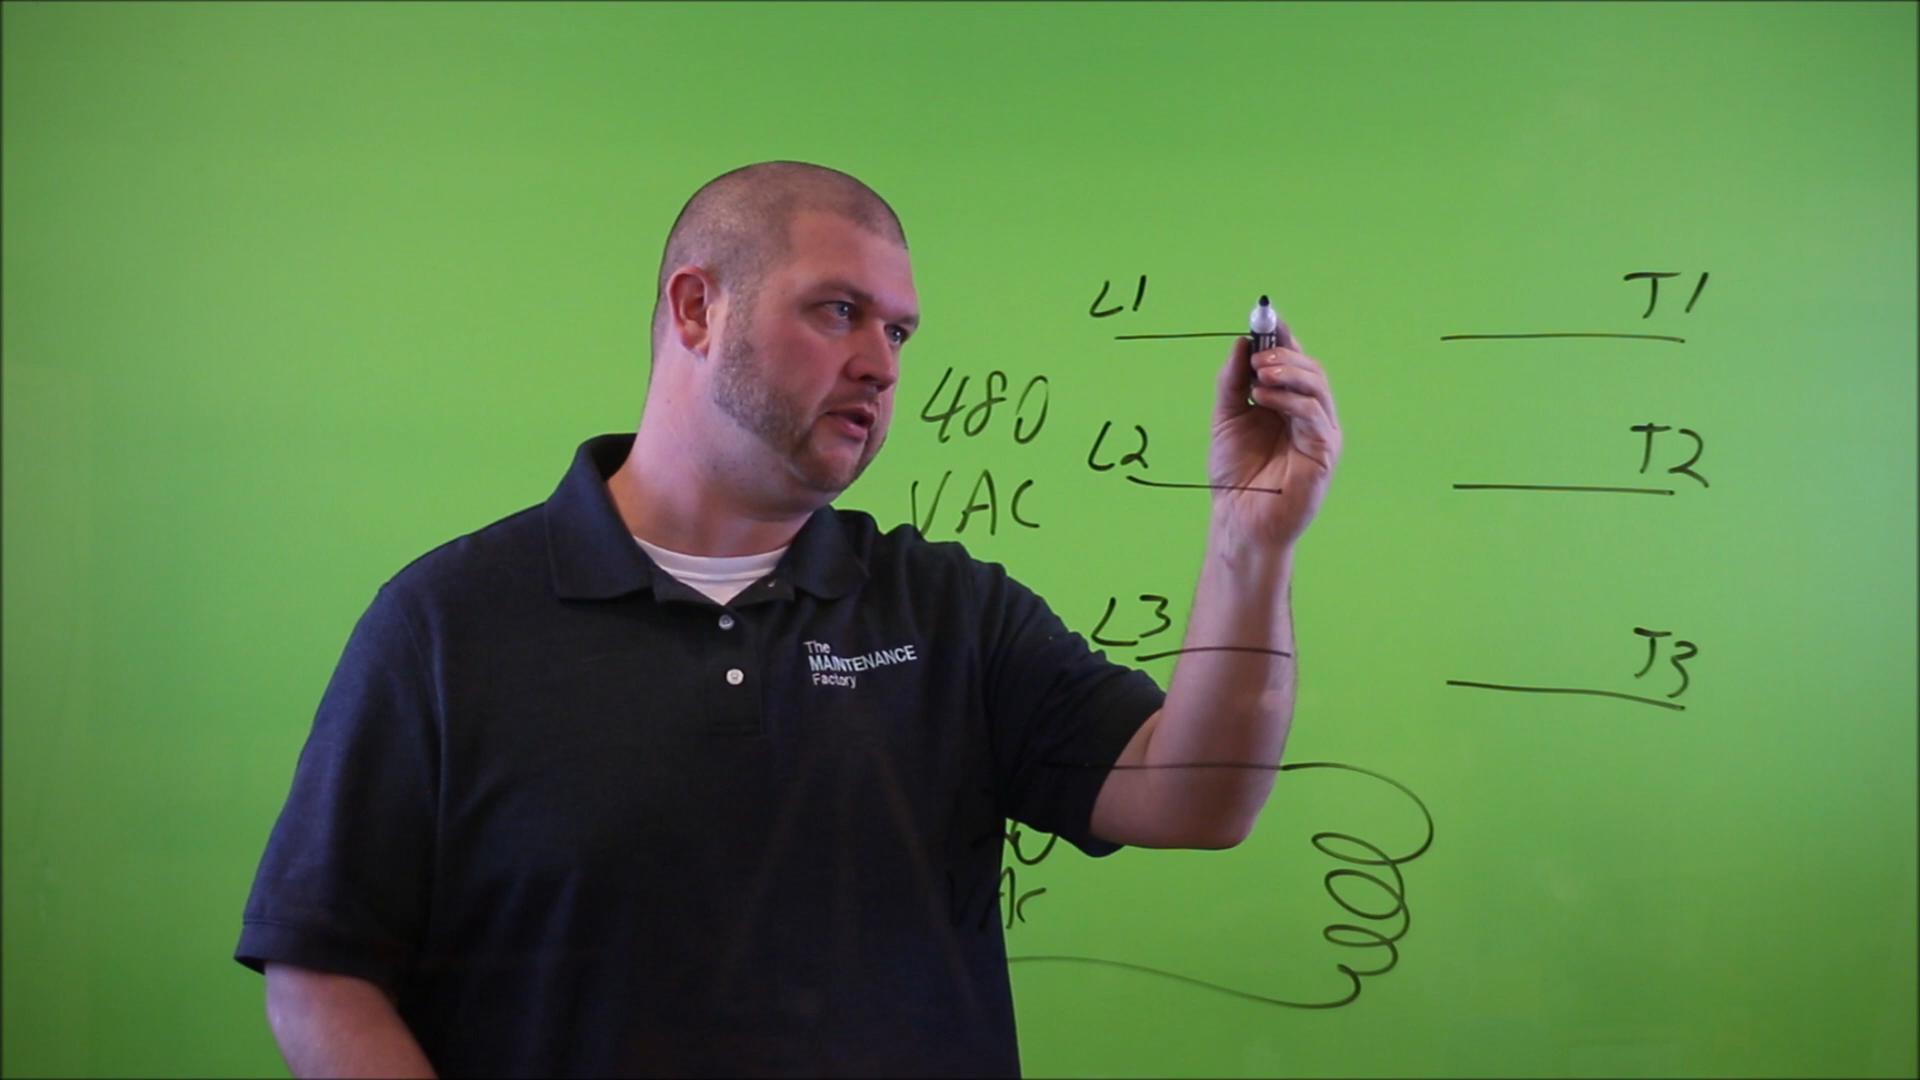 L1
T1
480
VAC
L2
T2
L3
T3
The
MAINTENANCE
Factory